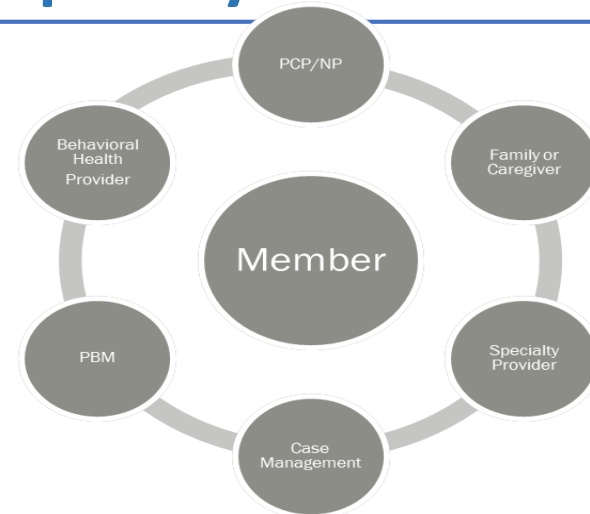 PCP/NP
Behavioral
Health
Provider
Family or
Caregiver
Member
PBM
Specialty
Provider
Case
Management